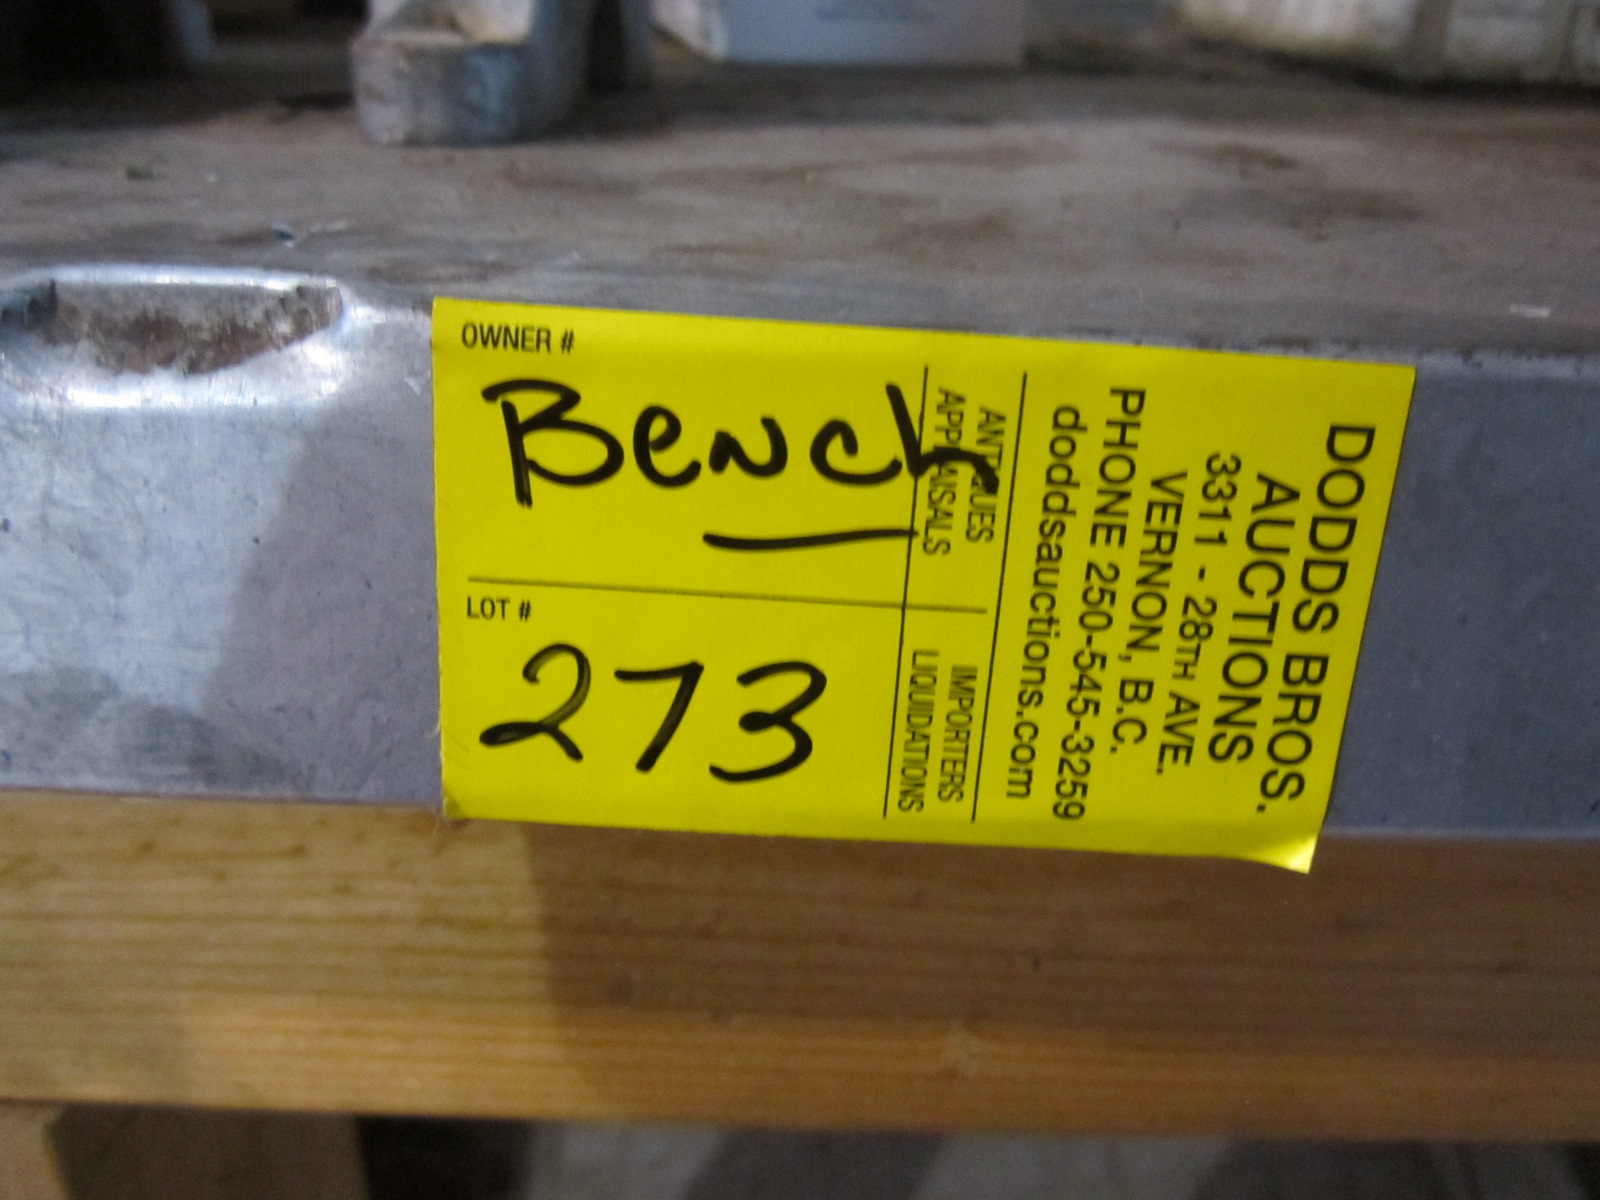 OWNER #
Bench
LOT #
273
ANTIQUES
APPRAISALS
IMPORTERS
LIQUIDATIONS
DODDS BROS.
AUCTIONS
3311 - 28TH AVE.
VERNON, B.C.
PHONE 250-545-3259
doddsauctions.com